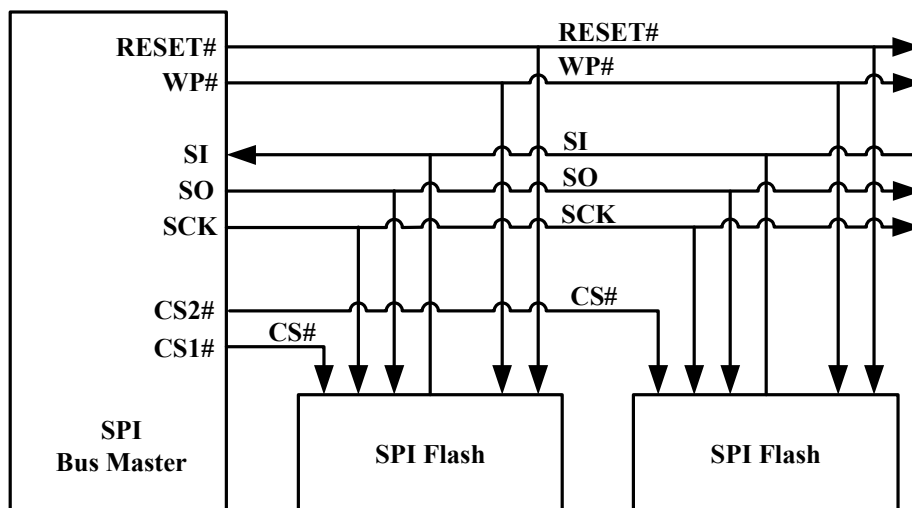 RESET#
RESET#
WP#
WP#
SI
SI
SO
SO
SCK
SCK
CS2#
CS#
CS1#
CS#
SPI
Bus Master
SPI Flash
SPI Flash